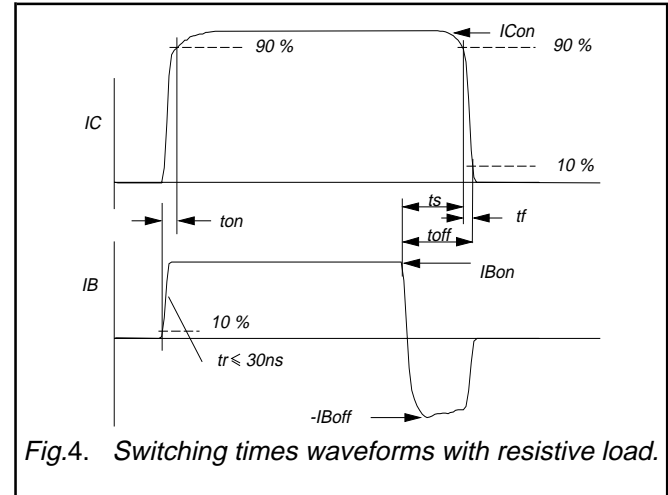 ICon
90 %
90 %
IC
10 %
ts
ton
tf
toff
IBon
IB
10 %
tr ⩽ 30ns
-IBoff
Fig.4. Switching times waveforms with resistive load.